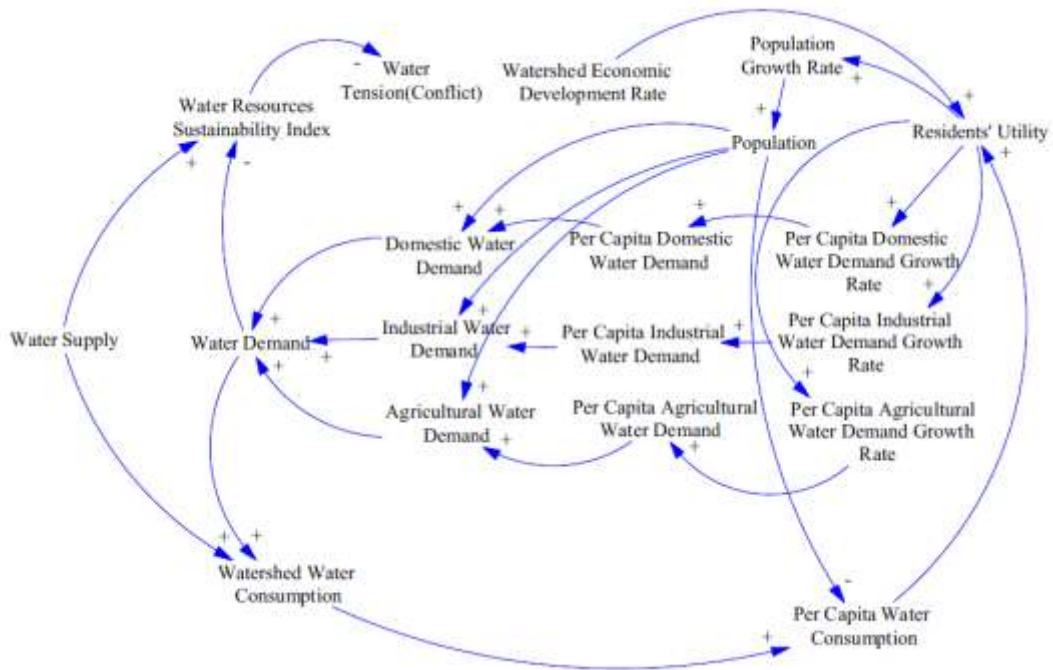 Population
Growth Rate
Water
Tension(Conflict)
Watershed Economic
Development Rate
Water Resources
Sustainability Index
Population
Residents' Utility
Domestic Water
Demand
Per Capita Domestic
Water Demand
Per Capita Domestic
Water Demand Growth
Rate
Water Supply
Water Demand
Industrial Water
Demand
Per Capita Industrial
Water Demand
Per Capita Industrial
Water Demand Growth
Rate
Agricultural Water
Demand
Per Capita Agricultural
Water Demand
Per Capita Agricultural
Water Demand Growth
Rate
Watershed Water
Consumption
Per Capita Water
Consumption